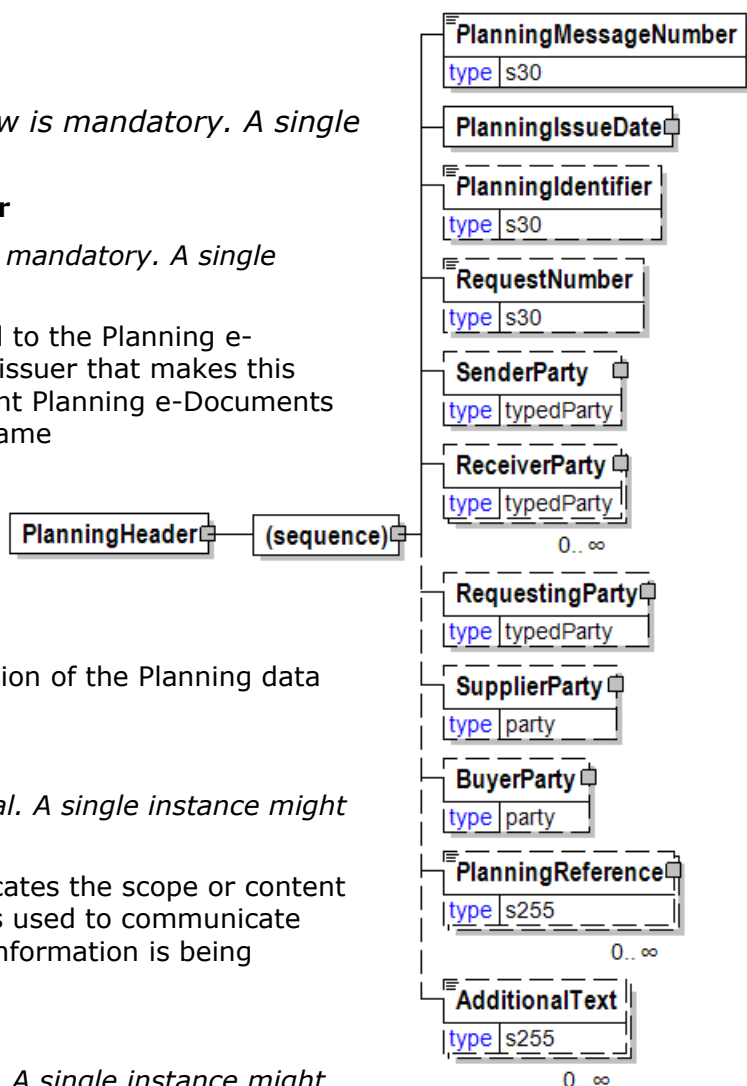 w is mandatory. A single
r
mandatory. A single
l to the Planning e-
issuer that makes this
nt Planning e-Documents
ame
tion of the Planning data
al. A single instance might
cates the scope or content
s used to communicate
nformation is being
. A single instance might
PlanningHeader
(sequence)
PlanningMessageNumber
type s30
PlanningIssueDate
PlanningIdentifier
type s30
RequestNumber
type s30
SenderParty
type typedParty
ReceiverParty
type typedParty
0.. ∞
RequestingParty
type typedParty
SupplierParty
type party
BuyerParty
type party
PlanningReference
type s255
0.. ∞
AdditionalText
type s255
0.. ∞